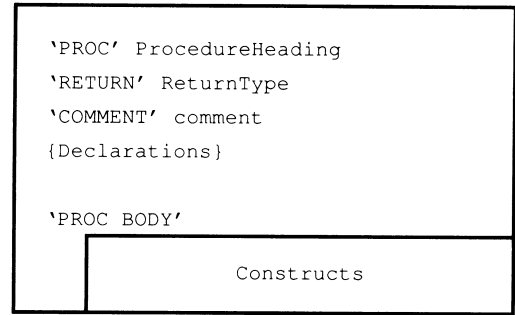 ‘PROC’ ProcedureHeading
‘RETURN’ ReturnType
‘COMMENT’ comment
{Declarations}
‘PROC BODY’
Constructs